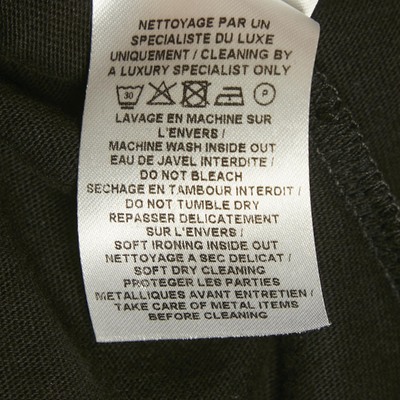 NETTOYAGE PAR UN
SPECIALISTE DU LUXE
UNIQUEMENT / CLEANING BY
A LUXURY SPECIALIST ONLY
30 P
LAVAGE EN MACHINE SUR
L'ENVERS /
MACHINE WASH INSIDE OUT
EAU DE JAVEL INTERDITE /
DO NOT BLEACH
SECHAGE EN TAMBOUR INTERDIT /
DO NOT TUMBLE DRY
REPASSER DELICATEMENT
SUR L'ENVERS /
SOFT IRONING INSIDE OUT
NETTOYAGE A SEC DELICAT /
SOFT DRY CLEANING
PROTEGER LES PARTIES
METALLIQUES AVANT ENTRETIEN /
TAKE CARE OF METAL ITEMS
BEFORE CLEANING